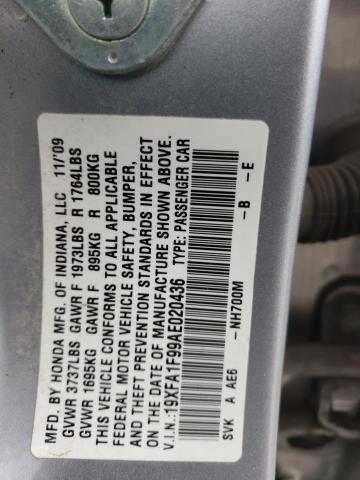 MFD. BY HONDA MFG. OF INDIANA, LLC 11/'09
GVWR 3737LBS GAWR F 1973LBS R 1764LBS
GVWR 1695KG GAWR F 895KG R 800KG
THIS VEHICLE CONFORMS TO ALL APPLICABLE
FEDERAL MOTOR VEHICLE SAFETY, BUMPER,
AND THEFT PREVENTION STANDARDS IN EFFECT
ON THE DATE OF MANUFACTURE SHOWN ABOVE.
V.I.N.:19XFA1F99AE020436 TYPE: PASSENGER CAR
SVK A AE6 -NH700M -B -E